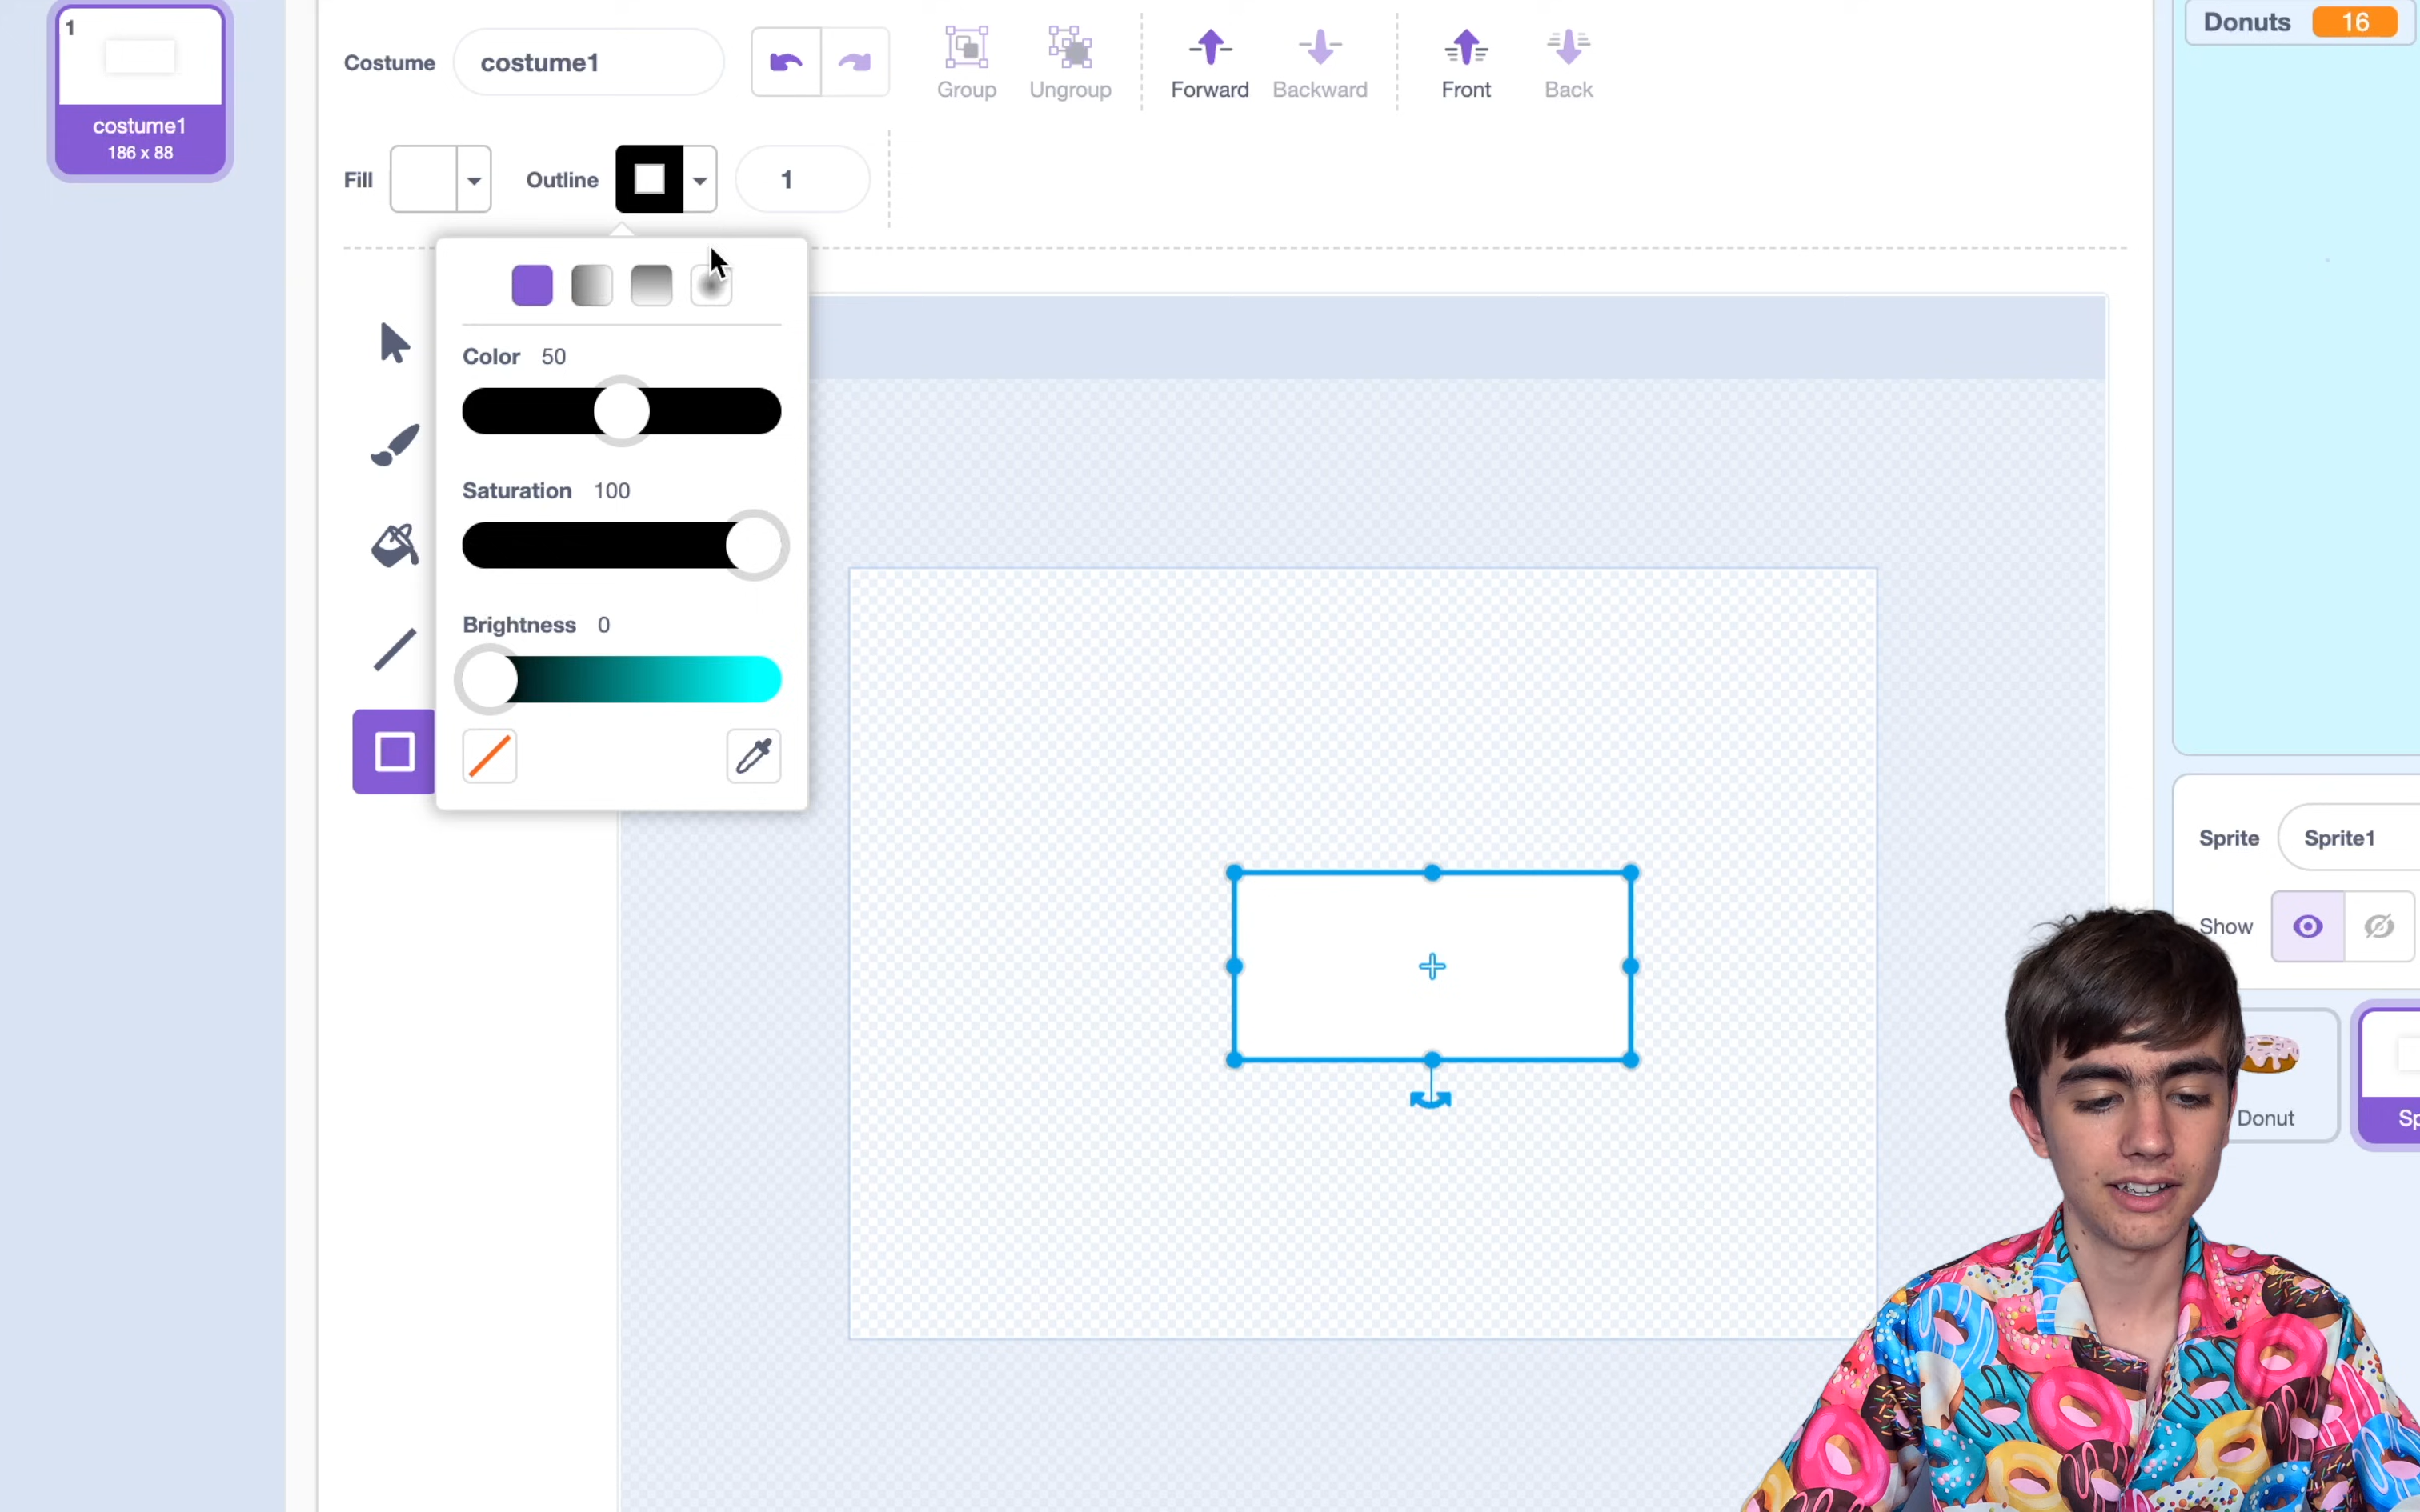 1
costume1
186 x 88
Costume
costume1
Group
Ungroup
Forward
Backward
Front
Back
Fill
Outline
1
Color 50
Saturation 100
Brightness 0
Donuts 16
Sprite
Sprite1
Show
Donut
Sp